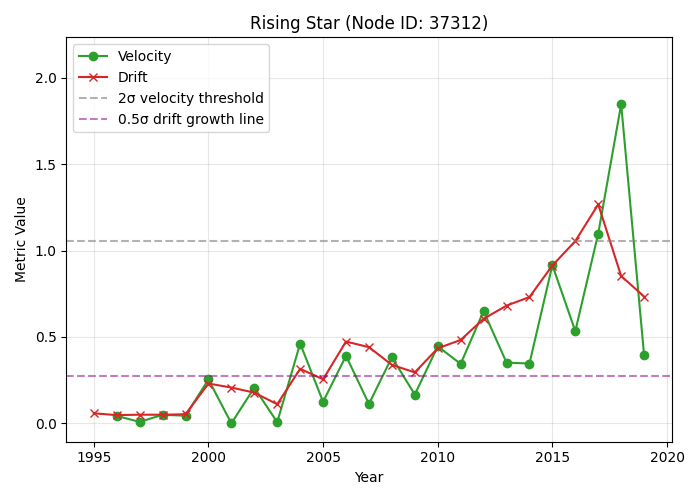 Rising Star (Node ID: 37312)
Velocity
Drift
2σ velocity threshold
0.5σ drift growth line
Metric Value
2.0
1.5
1.0
0.5
0.0
1995 2000 2005 2010 2015 2020
Year